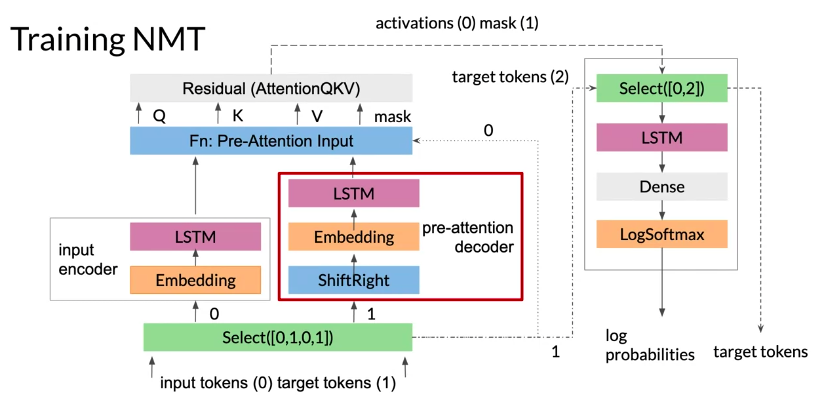 Training NMT
activations (0) mask (1)
Residual (AttentionQKV)
target tokens (2)
Select([0,2])
Q
K
V
mask
Fn: Pre-Attention Input
0
LSTM
Dense
LogSoftmax
LSTM
Embedding
ShiftRight
pre-attention
decoder
input
encoder
LSTM
Embedding
0
1
Select([0,1,0,1])
1
input tokens (0) target tokens (1)
log
probabilities
target tokens